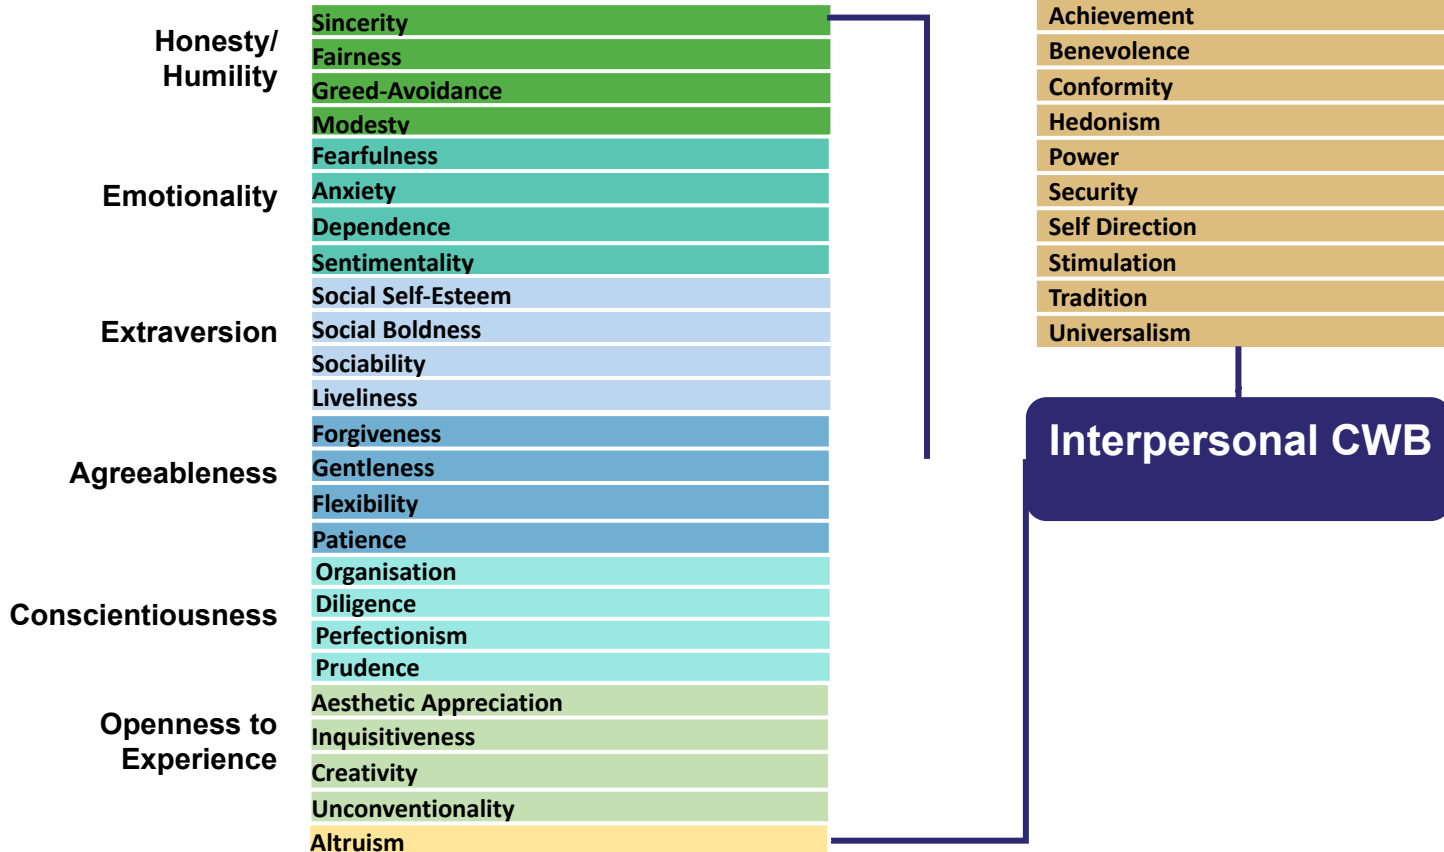 Honesty/
Humility
Sincerity
Fairness
Greed-Avoidance
Modesty
Emotionality
Fearfulness
Anxiety
Dependence
Sentimentality
Extraversion
Social Self-Esteem
Social Boldness
Sociability
Liveliness
Agreeableness
Forgiveness
Gentleness
Flexibility
Patience
Conscientiousness
Organisation
Diligence
Perfectionism
Prudence
Openness to
Experience
Aesthetic Appreciation
Inquisitiveness
Creativity
Unconventionality
Altruism
Achievement
Benevolence
Conformity
Hedonism
Power
Security
Self Direction
Stimulation
Tradition
Universalism
Interpersonal CWB